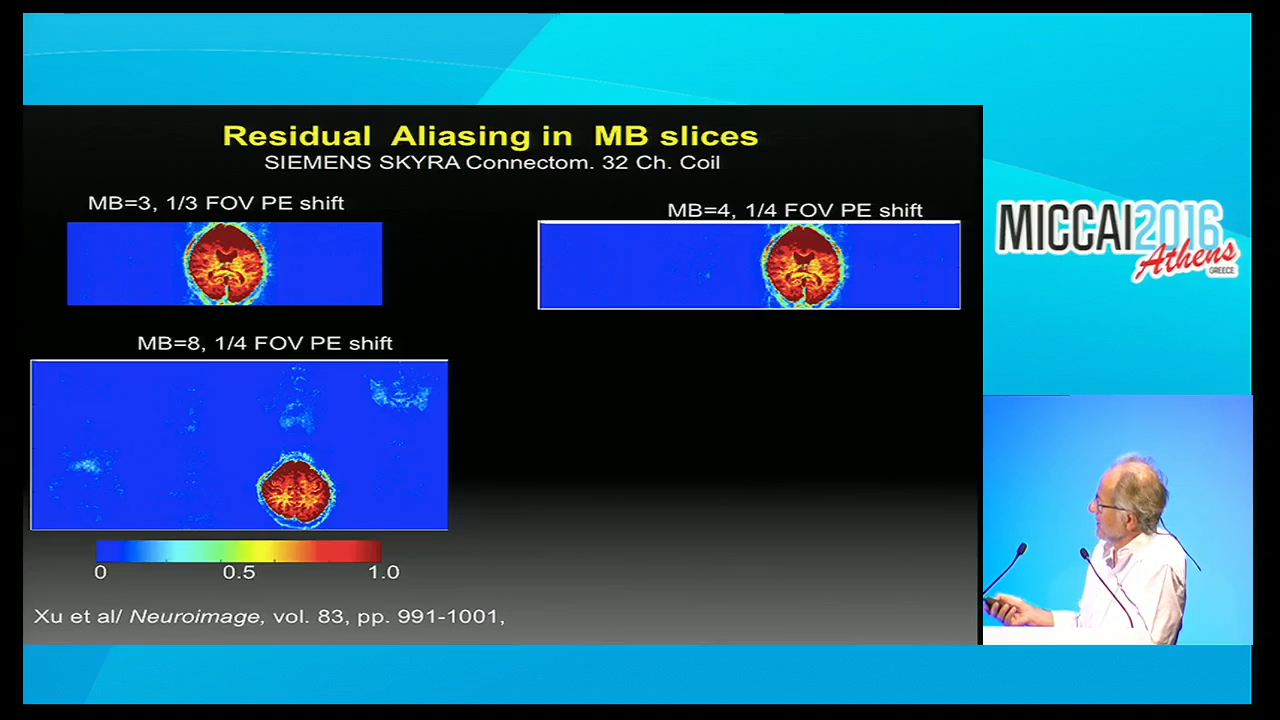 Residual Aliasing in MB slices
SIEMENS SKYRA Connectom. 32 Ch. Coil
MB=3, 1/3 FOV PE shift
MB=4, 1/4 FOV PE shift
MB=8, 1/4 FOV PE shift
0 0.5 1.0
Xu et al/ Neuroimage, vol. 83, pp. 991-1001,
MICCAI2016
Athens
GREECE